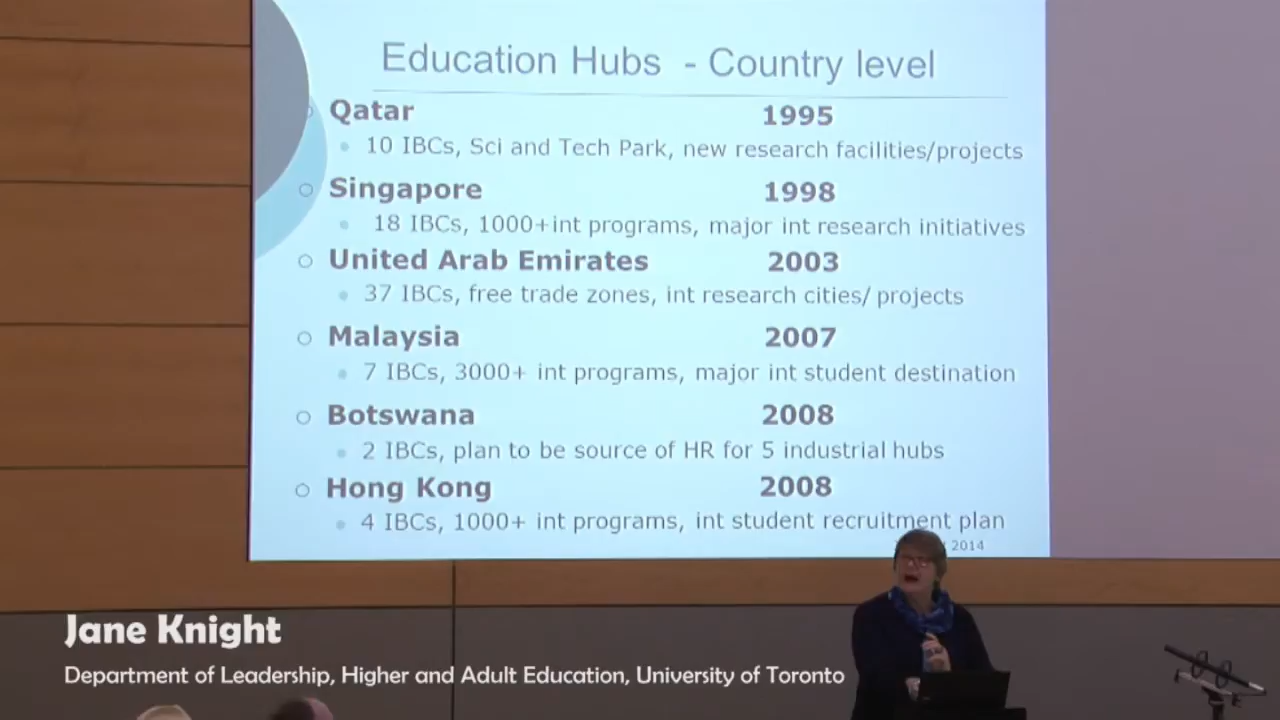 Education Hubs - Country level
Qatar 1995
10 IBCs, Sci and Tech Park, new research facilities/projects
Singapore 1998
18 IBCs, 1000+int programs, major int research initiatives
United Arab Emirates 2003
37 IBCs, free trade zones, int research cities/ projects
Malaysia 2007
7 IBCs, 3000+ int programs, major int student destination
Botswana 2008
2 IBCs, plan to be source of HR for 5 industrial hubs
Hong Kong 2008
4 IBCs, 1000+ int programs, int student recruitment plan
2014
Jane Knight
Department of Leadership, Higher and Adult Education, University of Toronto